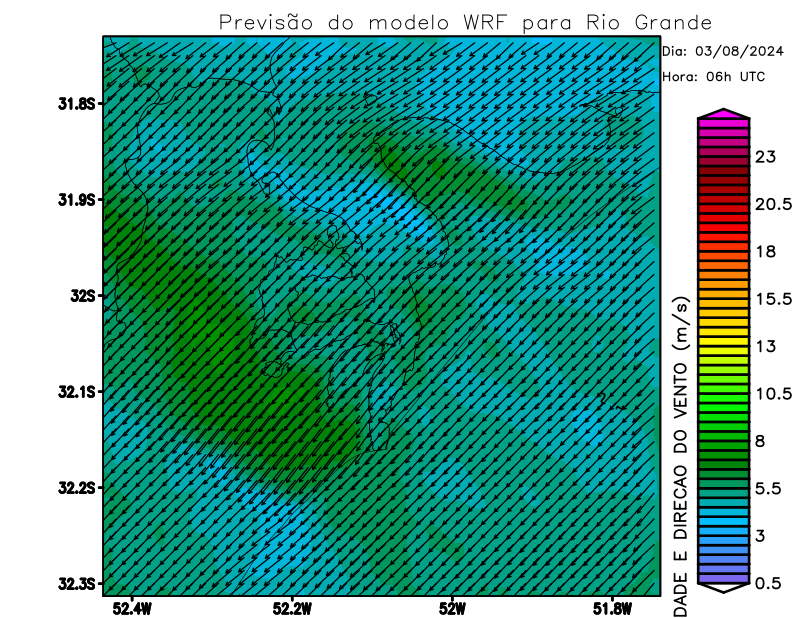 Previsão do modelo WRF para Rio Grande
Dia: 03/08/2024
Hora: 06h UTC
31.8S
31.9S
32S
32.1S
32.2S
32.3S
52.4W
52.2W
52W
51.8W
23
20.5
18
15.5
13
10.5
8
5.5
3
0.5
DADE E DIRECAO DO VENTO (m/s)